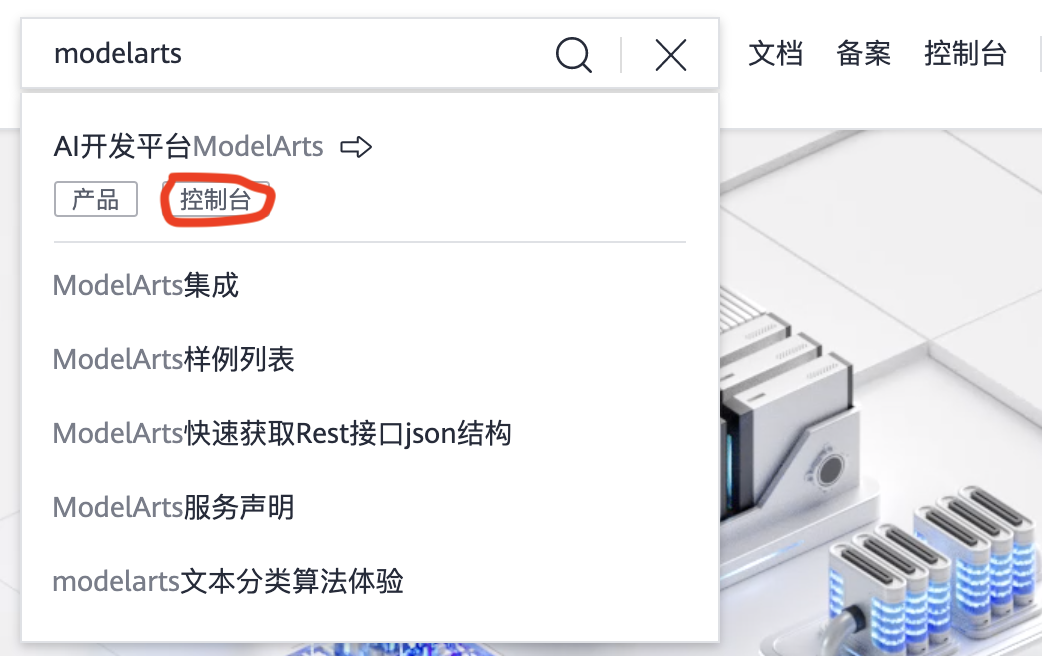 modelarts
文档 备案 控制台
AI开发平台ModelArts
产品 控制台
ModelArts集成
ModelArts样例列表
ModelArts快速获取Rest接口json结构
ModelArts服务声明
modelarts文本分类算法体验